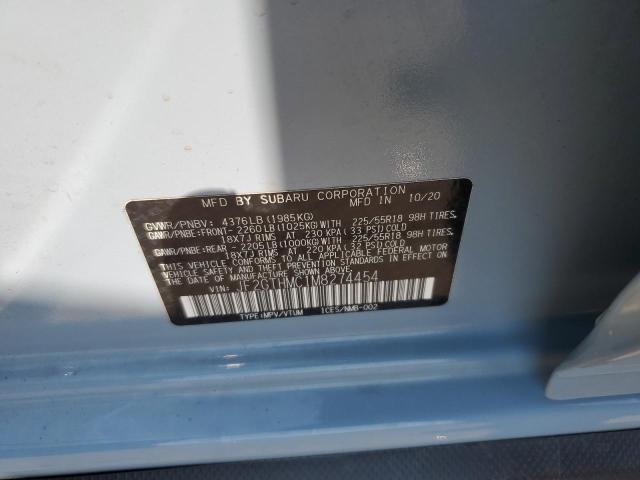 MFD BY SUBARU CORPORATION
MFD IN 10/20
GVWR/PNBV: 4376LB(1985KG)
GAWR/PNBE:FRONT- 2260LB(1025KG)WITH 225/55R18 98H TIRES
18X7J RIMS AT 230 KPA(33 PSI)COLD
GAWR/PNBE:REAR - 2205LB(1000KG)WITH 225/55R18 98H TIRES
18X7J RIMS AT 220 KPA(32 PSI)COLD
THIS VEHICLE CONFORMS TO ALL APPLICABLE FEDERAL MOTOR
VEHICLE SAFETY STANDARDS IN EFFECT ON THE
DATE OF MANUFACTURE SHOWN ABOVE.
VIN: JF2GTHMC1M8274454
TYPE:MPV/VTUM ICES/NMB-002